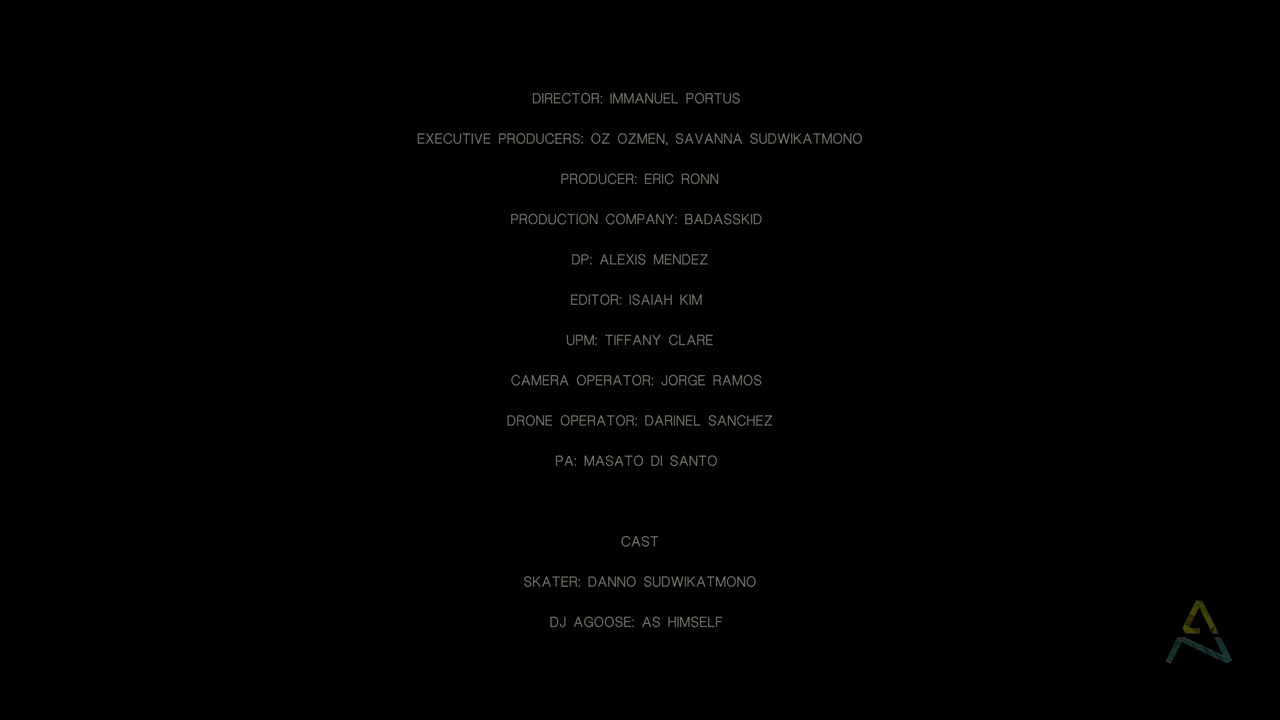 DIRECTOR: IMMANUEL PORTUS
EXECUTIVE PRODUCERS: OZ OZMEN, SAVANNA SUDWIKATMONO
PRODUCER: ERIC RONN
PRODUCTION COMPANY: BADASSKID
DP: ALEXIS MENDEZ
EDITOR: ISAIAH KIM
UPM: TIFFANY CLARE
CAMERA OPERATOR: JORGE RAMOS
DRONE OPERATOR: DARINEL SANCHEZ
PA: MASATO DI SANTO
CAST
SKATER: DANNO SUDWIKATMONO
DJ AGOOSE: AS HIMSELF